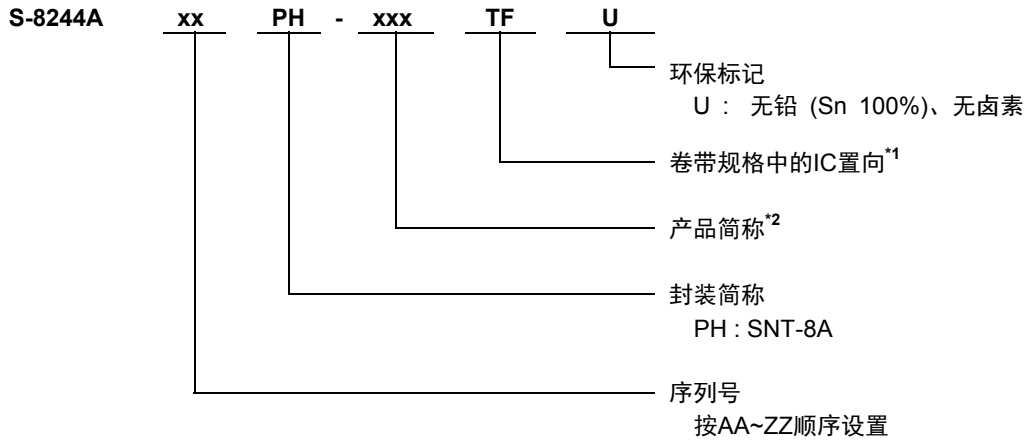 S-8244A xx PH - xxx TF U
环保标记
U : 无铅 (Sn 100%)、无卤素
卷带规格中的IC置向*1
产品简称*2
封装简称
PH : SNT-8A
序列号
按AA~ZZ顺序设置